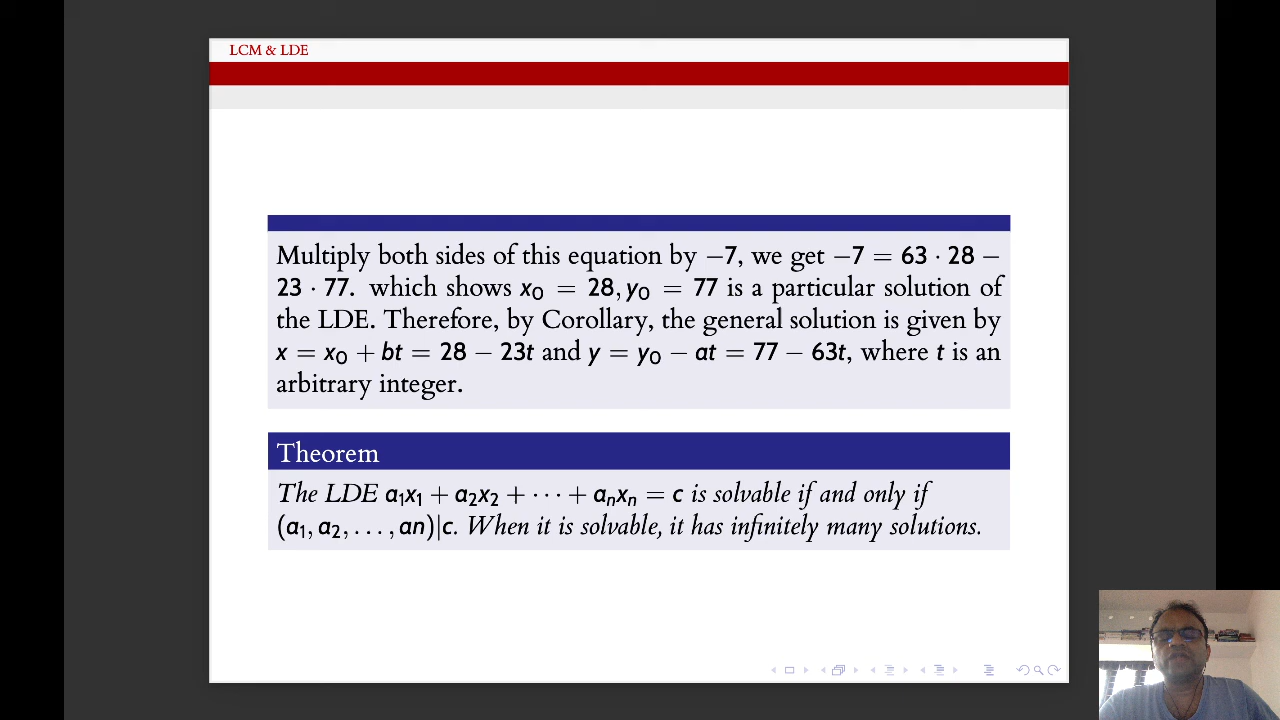 LCM & LDE
Multiply both sides of this equation by −7, we get −7 = 63 · 28 −
23 · 77. which shows x₀ = 28, y₀ = 77 is a particular solution of
the LDE. Therefore, by Corollary, the general solution is given by
x = x₀ + bt = 28 − 23t and y = y₀ − at = 77 − 63t, where t is an
arbitrary integer.
Theorem
The LDE a₁x₁ + a₂x₂ + · · · + aₙxₙ = c is solvable if and only if
(a₁, a₂, . . . , an)|c. When it is solvable, it has infinitely many solutions.